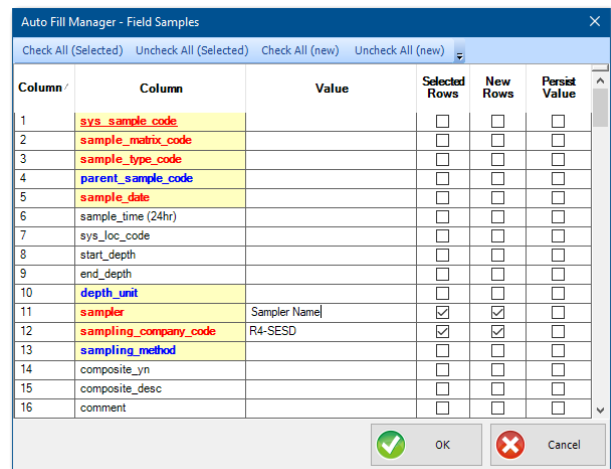 Auto Fill Manager - Field Samples
Check All (Selected) Uncheck All (Selected) Check All (new) Uncheck All (new)
Column Column Value Selected Rows New Rows Persist Value
1 sys_sample_code
2 sample_matrix_code
3 sample_type_code
4 parent_sample_code
5 sample_date
6 sample_time (24hr)
7 sys_loc_code
8 start_depth
9 end_depth
10 depth_unit
11 sampler Sampler Name
12 sampling_company_code R4-SESD
13 sampling_method
14 composite_yn
15 composite_desc
16 comment
OK Cancel